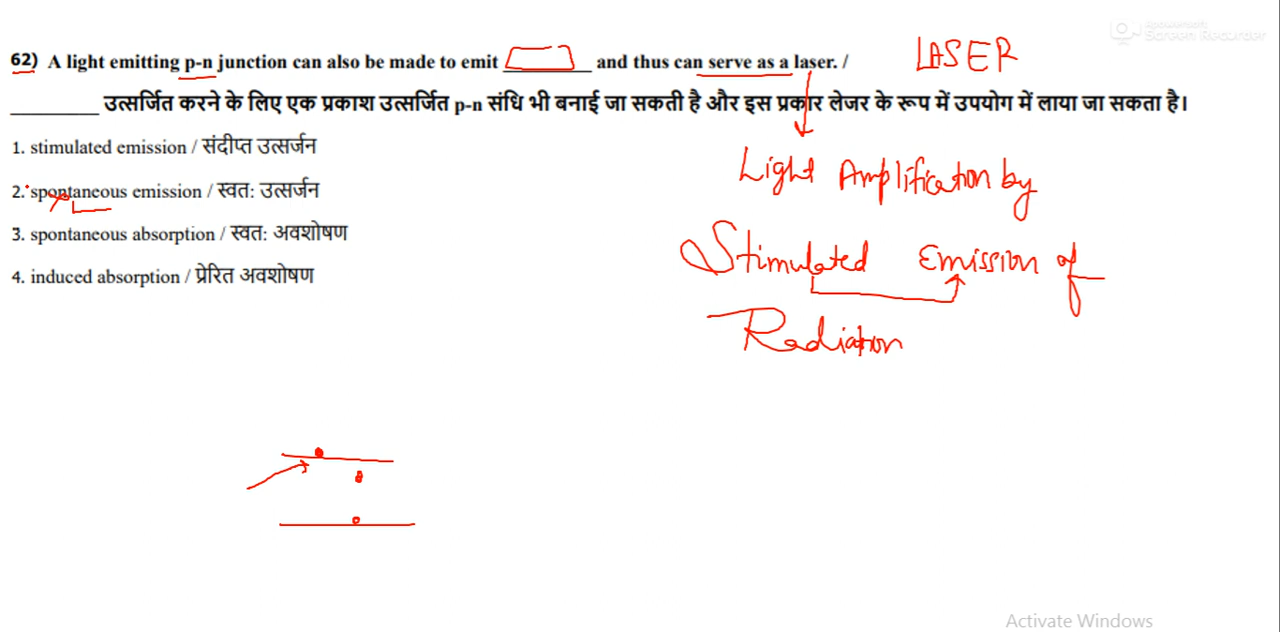 62) A light emitting p-n junction can also be made to emit ________ and thus can serve as a laser. /
________ उत्सर्जित करने के लिए एक प्रकाश उत्सर्जित p-n संधि भी बनाई जा सकती है और इस प्रकार लेजर के रूप में उपयोग में लाया जा सकता है।
1. stimulated emission / संदीप्त उत्सर्जन
2. spontaneous emission / स्वत: उत्सर्जन
3. spontaneous absorption / स्वत: अवशोषण
4. induced absorption / प्रेरित अवशोषण
LASER
Light Amplification by
Stimulated Emission of
Radiation
Screen Recorder
Activate Windows